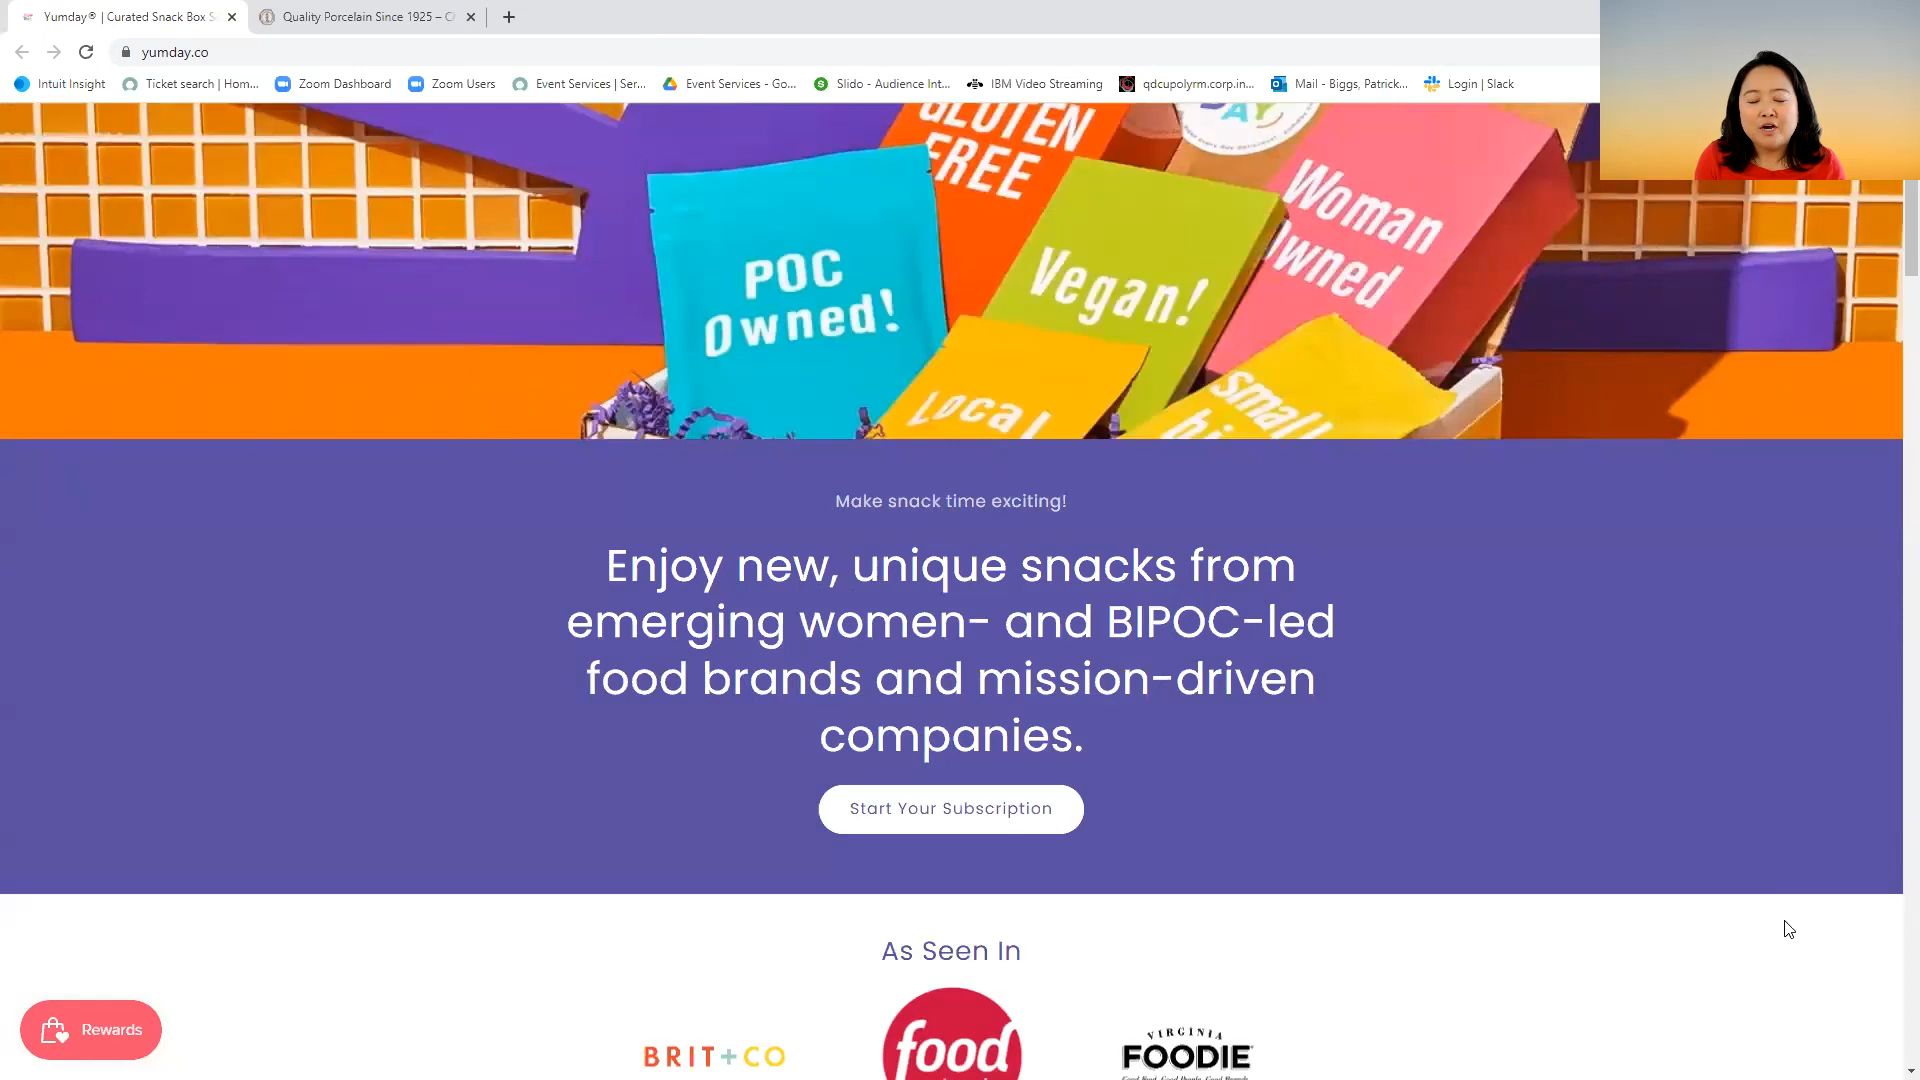 Yumday® | Curated Snack Box S
Quality Porcelain Since 1925 – C
yumday.co
Intuit Insight
Ticket search | Hom...
Zoom Dashboard
Zoom Users
Event Services | Ser...
Event Services - Go...
Slido - Audience Int...
IBM Video Streaming
qdcupolyrm.corp.in...
Mail - Biggs, Patrick...
Login | Slack
GLUTEN
FREE
AY
Woman
Owned
POC
Owned!
Vegan!
Local
small
Make snack time exciting!
Enjoy new, unique snacks from
emerging women- and BIPOC-led
food brands and mission-driven
companies.
Start Your Subscription
As Seen In
Rewards
BRIT+CO
food
VIRGINIA
FOODIE